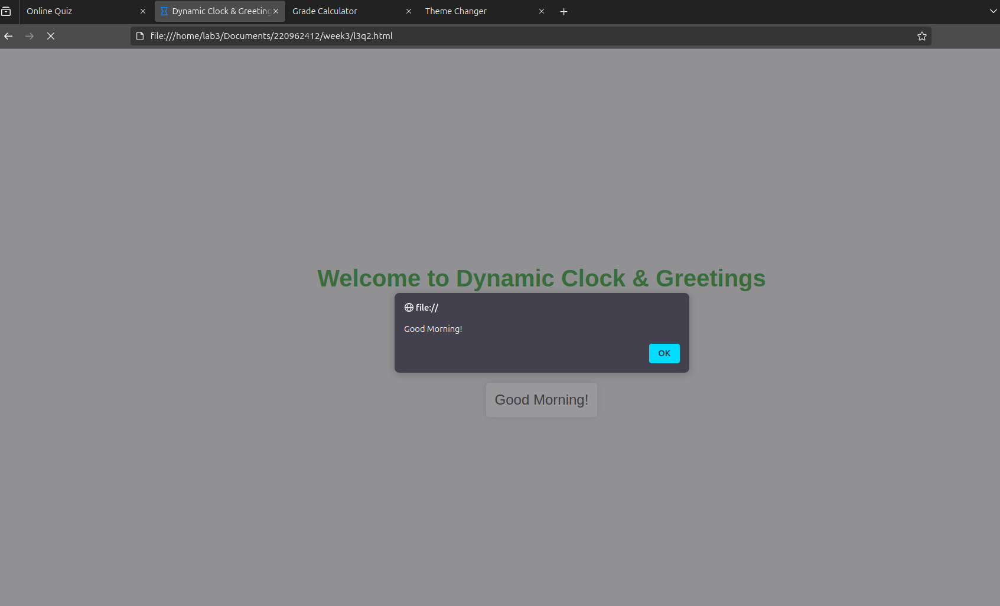 Online Quiz
Dynamic Clock & Greeting
Grade Calculator
Theme Changer
file:///home/lab3/Documents/220962412/week3/l3q2.html
Welcome to Dynamic Clock & Greetings
file://
Good Morning!
OK
Good Morning!